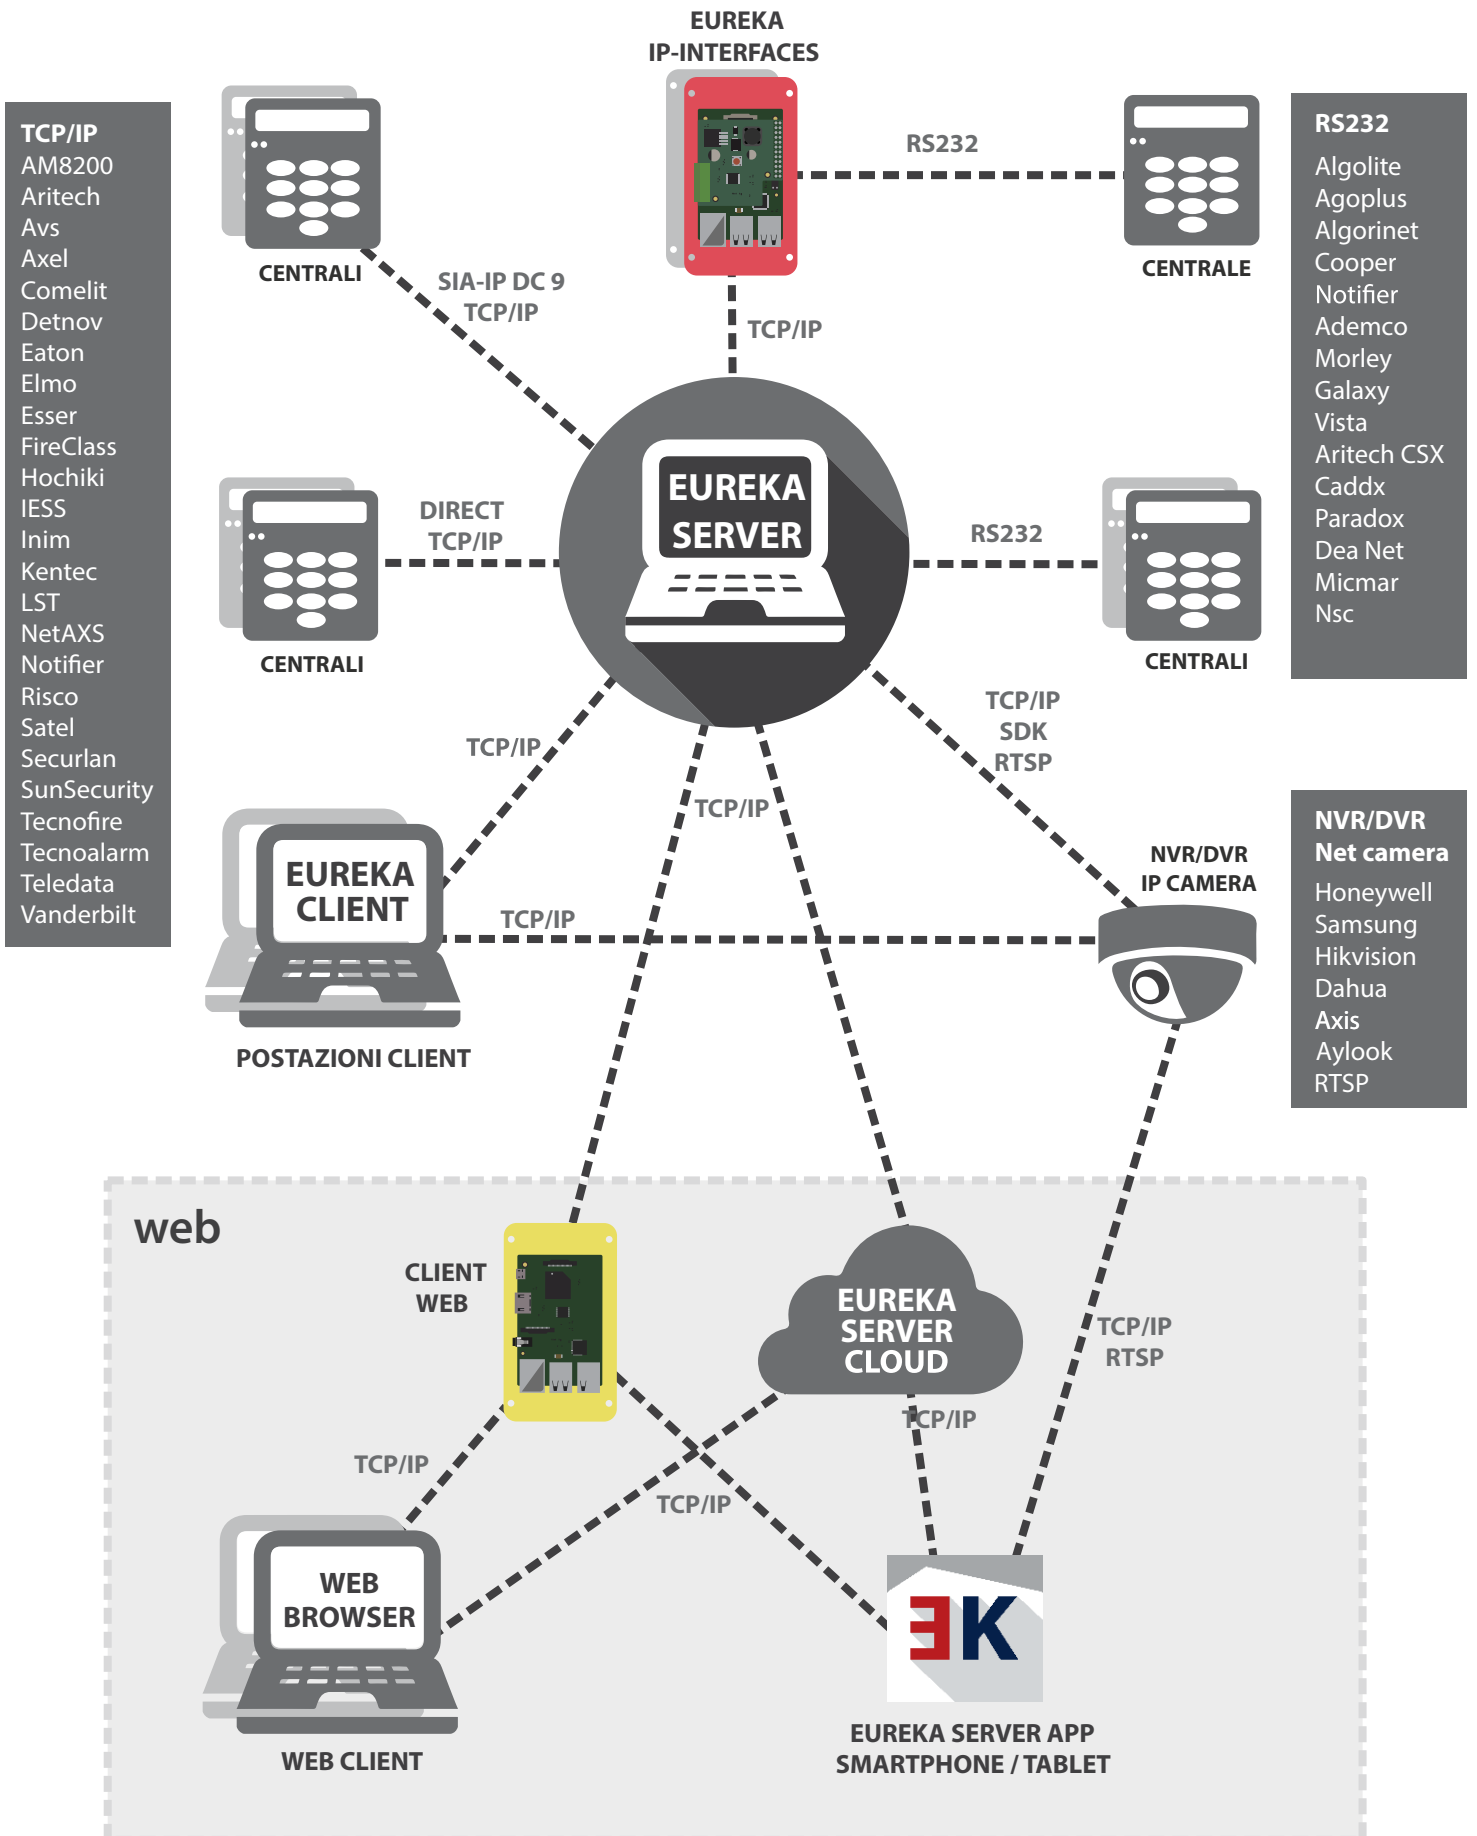 EUREKA
IP-INTERFACES
TCP/IP
AM8200
Aritech
Avs
Axel
Comelit
Detnov
Eaton
Elmo
Esser
FireClass
Hochiki
IESS
Inim
Kentec
LST
NetAXS
Notifier
Risco
Satel
Securlan
SunSecurity
Tecnofire
Tecnoalarm
Teledata
Vanderbilt
CENTRALI
SIA-IP DC 9
TCP/IP
TCP/IP
RS232
CENTRALE
RS232
Algolite
Agoplus
Algorinet
Cooper
Notifier
Ademco
Morley
Galaxy
Vista
Aritech CSX
Caddx
Paradox
Dea Net
Micmar
Nsc
DIRECT
TCP/IP
CENTRALI
EUREKA
SERVER
RS232
CENTRALI
TCP/IP
TCP/IP
TCP/IP
SDK
RTSP
EUREKA
CLIENT
POSTAZIONI CLIENT
TCP/IP
NVR/DVR
IP CAMERA
NVR/DVR
Net camera
Honeywell
Samsung
Hikvision
Dahua
Axis
Aylook
RTSP
web
CLIENT
WEB
EUREKA
SERVER
CLOUD
TCP/IP
RTSP
TCP/IP
TCP/IP
TCP/IP
WEB
BROWSER
WEB CLIENT
EK
EUREKA SERVER APP
SMARTPHONE / TABLET